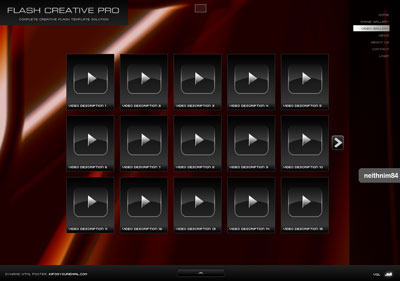 FLASH CREATIVE PRO
COMPLETE CREATIVE FLASH TEMPLATE SOLUTION
HOME
IMAGE GALLERY
VIDEO GALLERY
NEWS
ABOUT US
CONTACT
VIDEO DESCRIPTION 1
VIDEO DESCRIPTION 2
VIDEO DESCRIPTION 3
VIDEO DESCRIPTION 4
VIDEO DESCRIPTION 5
VIDEO DESCRIPTION 6
VIDEO DESCRIPTION 7
VIDEO DESCRIPTION 8
VIDEO DESCRIPTION 9
VIDEO DESCRIPTION 10
neithnim84
VIDEO DESCRIPTION 11
VIDEO DESCRIPTION 12
VIDEO DESCRIPTION 13
VIDEO DESCRIPTION 14
VIDEO DESCRIPTION 15
DYNAMIC HTML FOOTER
VOL